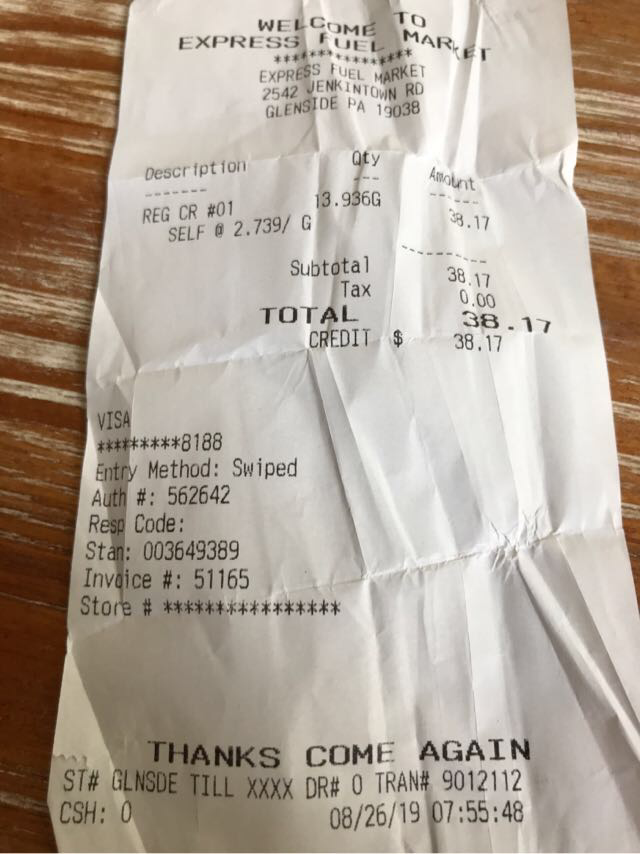 WELCOME TO
EXPRESS FUEL MARKET
****************
EXPRESS FUEL MARKET
2542 JENKINTOWN RD
GLENSIDE PA 19038
Description Qty Amount
------- --- ------
REG CR #01 13.936G 38.17
SELF @ 2.739/ G
----------
Subtotal 38.17
Tax 0.00
TOTAL 38.17
CREDIT $ 38.17
VISA
*********8188
Entry Method: Swiped
Auth #: 562642
Resp Code:
Stan: 003649389
Invoice #: 51165
Store # ****************
THANKS COME AGAIN
ST# GLNSDE TILL XXXX DR# 0 TRAN# 9012112
CSH: 0 08/26/19 07:55:48